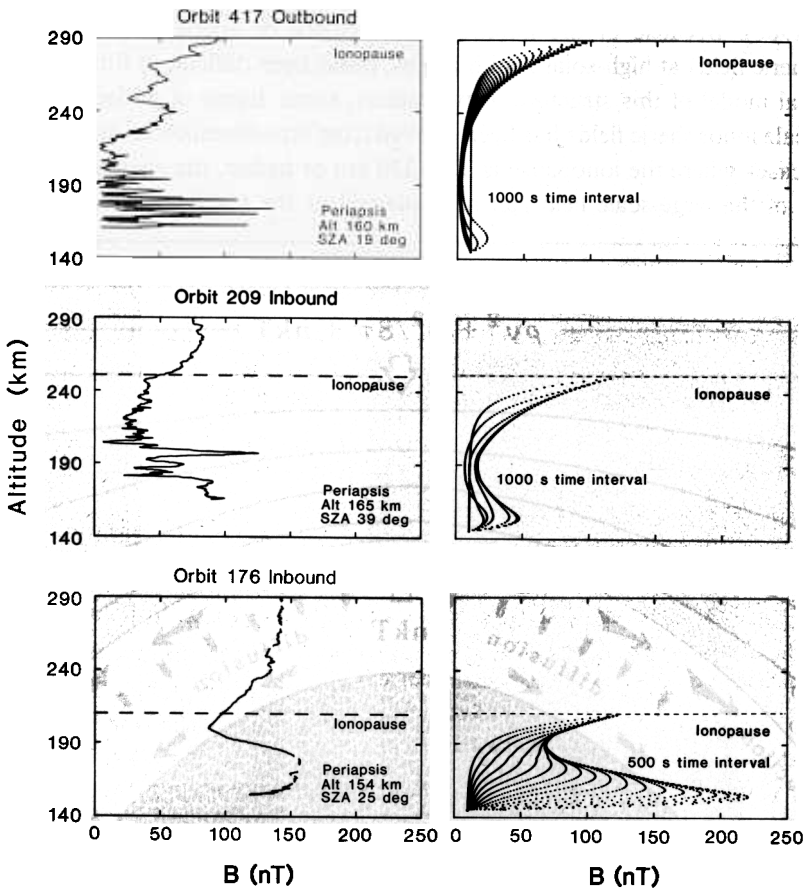 Orbit 417 Outbound
290
240
190
140
Ionopause
Periapsis
Alt 160 km
SZA 19 deg
Ionopause
1000 s time interval
Orbit 209 Inbound
290
240
190
140
Ionopause
Periapsis
Alt 165 km
SZA 39 deg
Ionopause
1000 s time interval
Altitude (km)
Orbit 176 Inbound
290
240
190
140
Ionopause
Periapsis
Alt 154 km
SZA 25 deg
Ionopause
500 s time interval
0 50 100 150 200 250
0 50 100 150 200 250
B (nT)
B (nT)